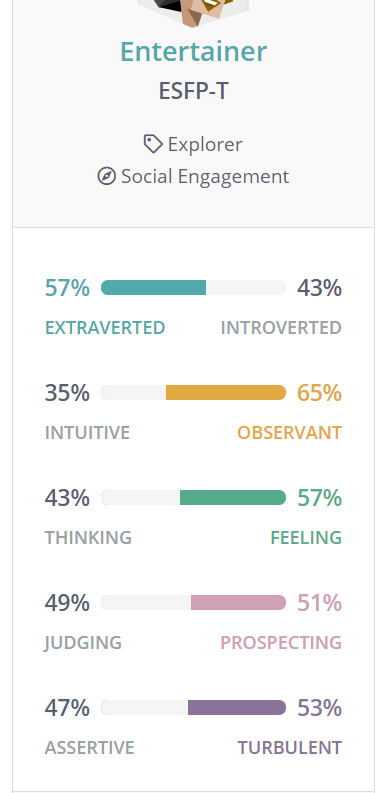 Entertainer
ESFP-T
Explorer
Social Engagement
57% 43%
EXTRAVERTED INTROVERTED
35% 65%
INTUITIVE OBSERVANT
43% 57%
THINKING FEELING
49% 51%
JUDGING PROSPECTING
47% 53%
ASSERTIVE TURBULENT